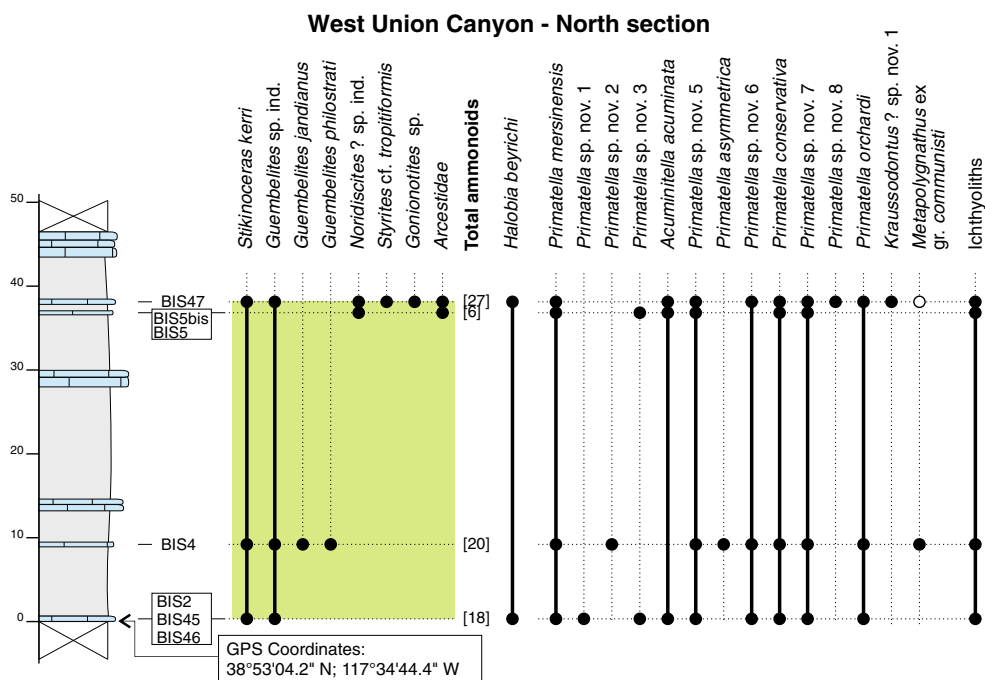 West Union Canyon - North section
Stikinoceras kerri
Guembelites sp. ind.
Guembelites jandianus
Guembelites philostrati
Noridiscites ? sp. ind.
Styrites cf. tropitiformis
Gonionotites sp.
Arcestidae
Total ammonoids
Halobia beyrichi
Primatella mersinensis
Primatella sp. nov. 1
Primatella sp. nov. 2
Primatella sp. nov. 3
Acuminitella acuminata
Primatella sp. nov. 5
Primatella asymmetrica
Primatella sp. nov. 6
Primatella conservativa
Primatella sp. nov. 7
Primatella sp. nov. 8
Primatella orchardi
Kraussodontus ? sp. nov. 1
Metapolygnathus ex
gr. communisti
Ichthyoliths
50
40
BIS47
[27]
BIS5bis
[6]
BIS5
30
20
10
BIS4
[20]
BIS2
0
BIS45
[18]
BIS46
GPS Coordinates:
38°53'04.2" N; 117°34'44.4" W